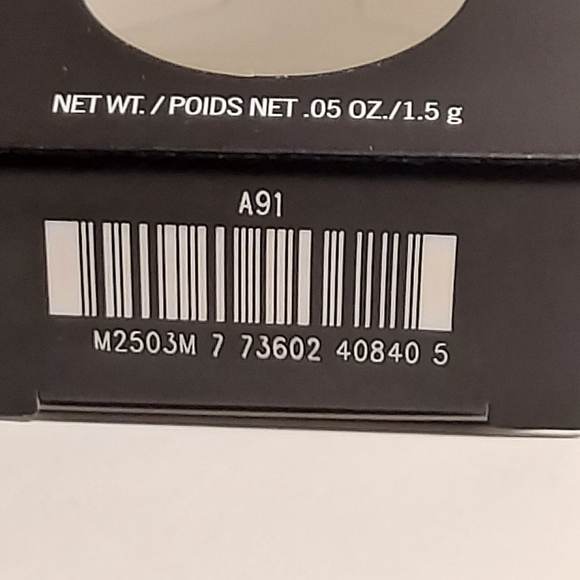 NET WT. / POIDS NET .05 OZ./1.5 g
A91
M2503M 7 73602 40840 5